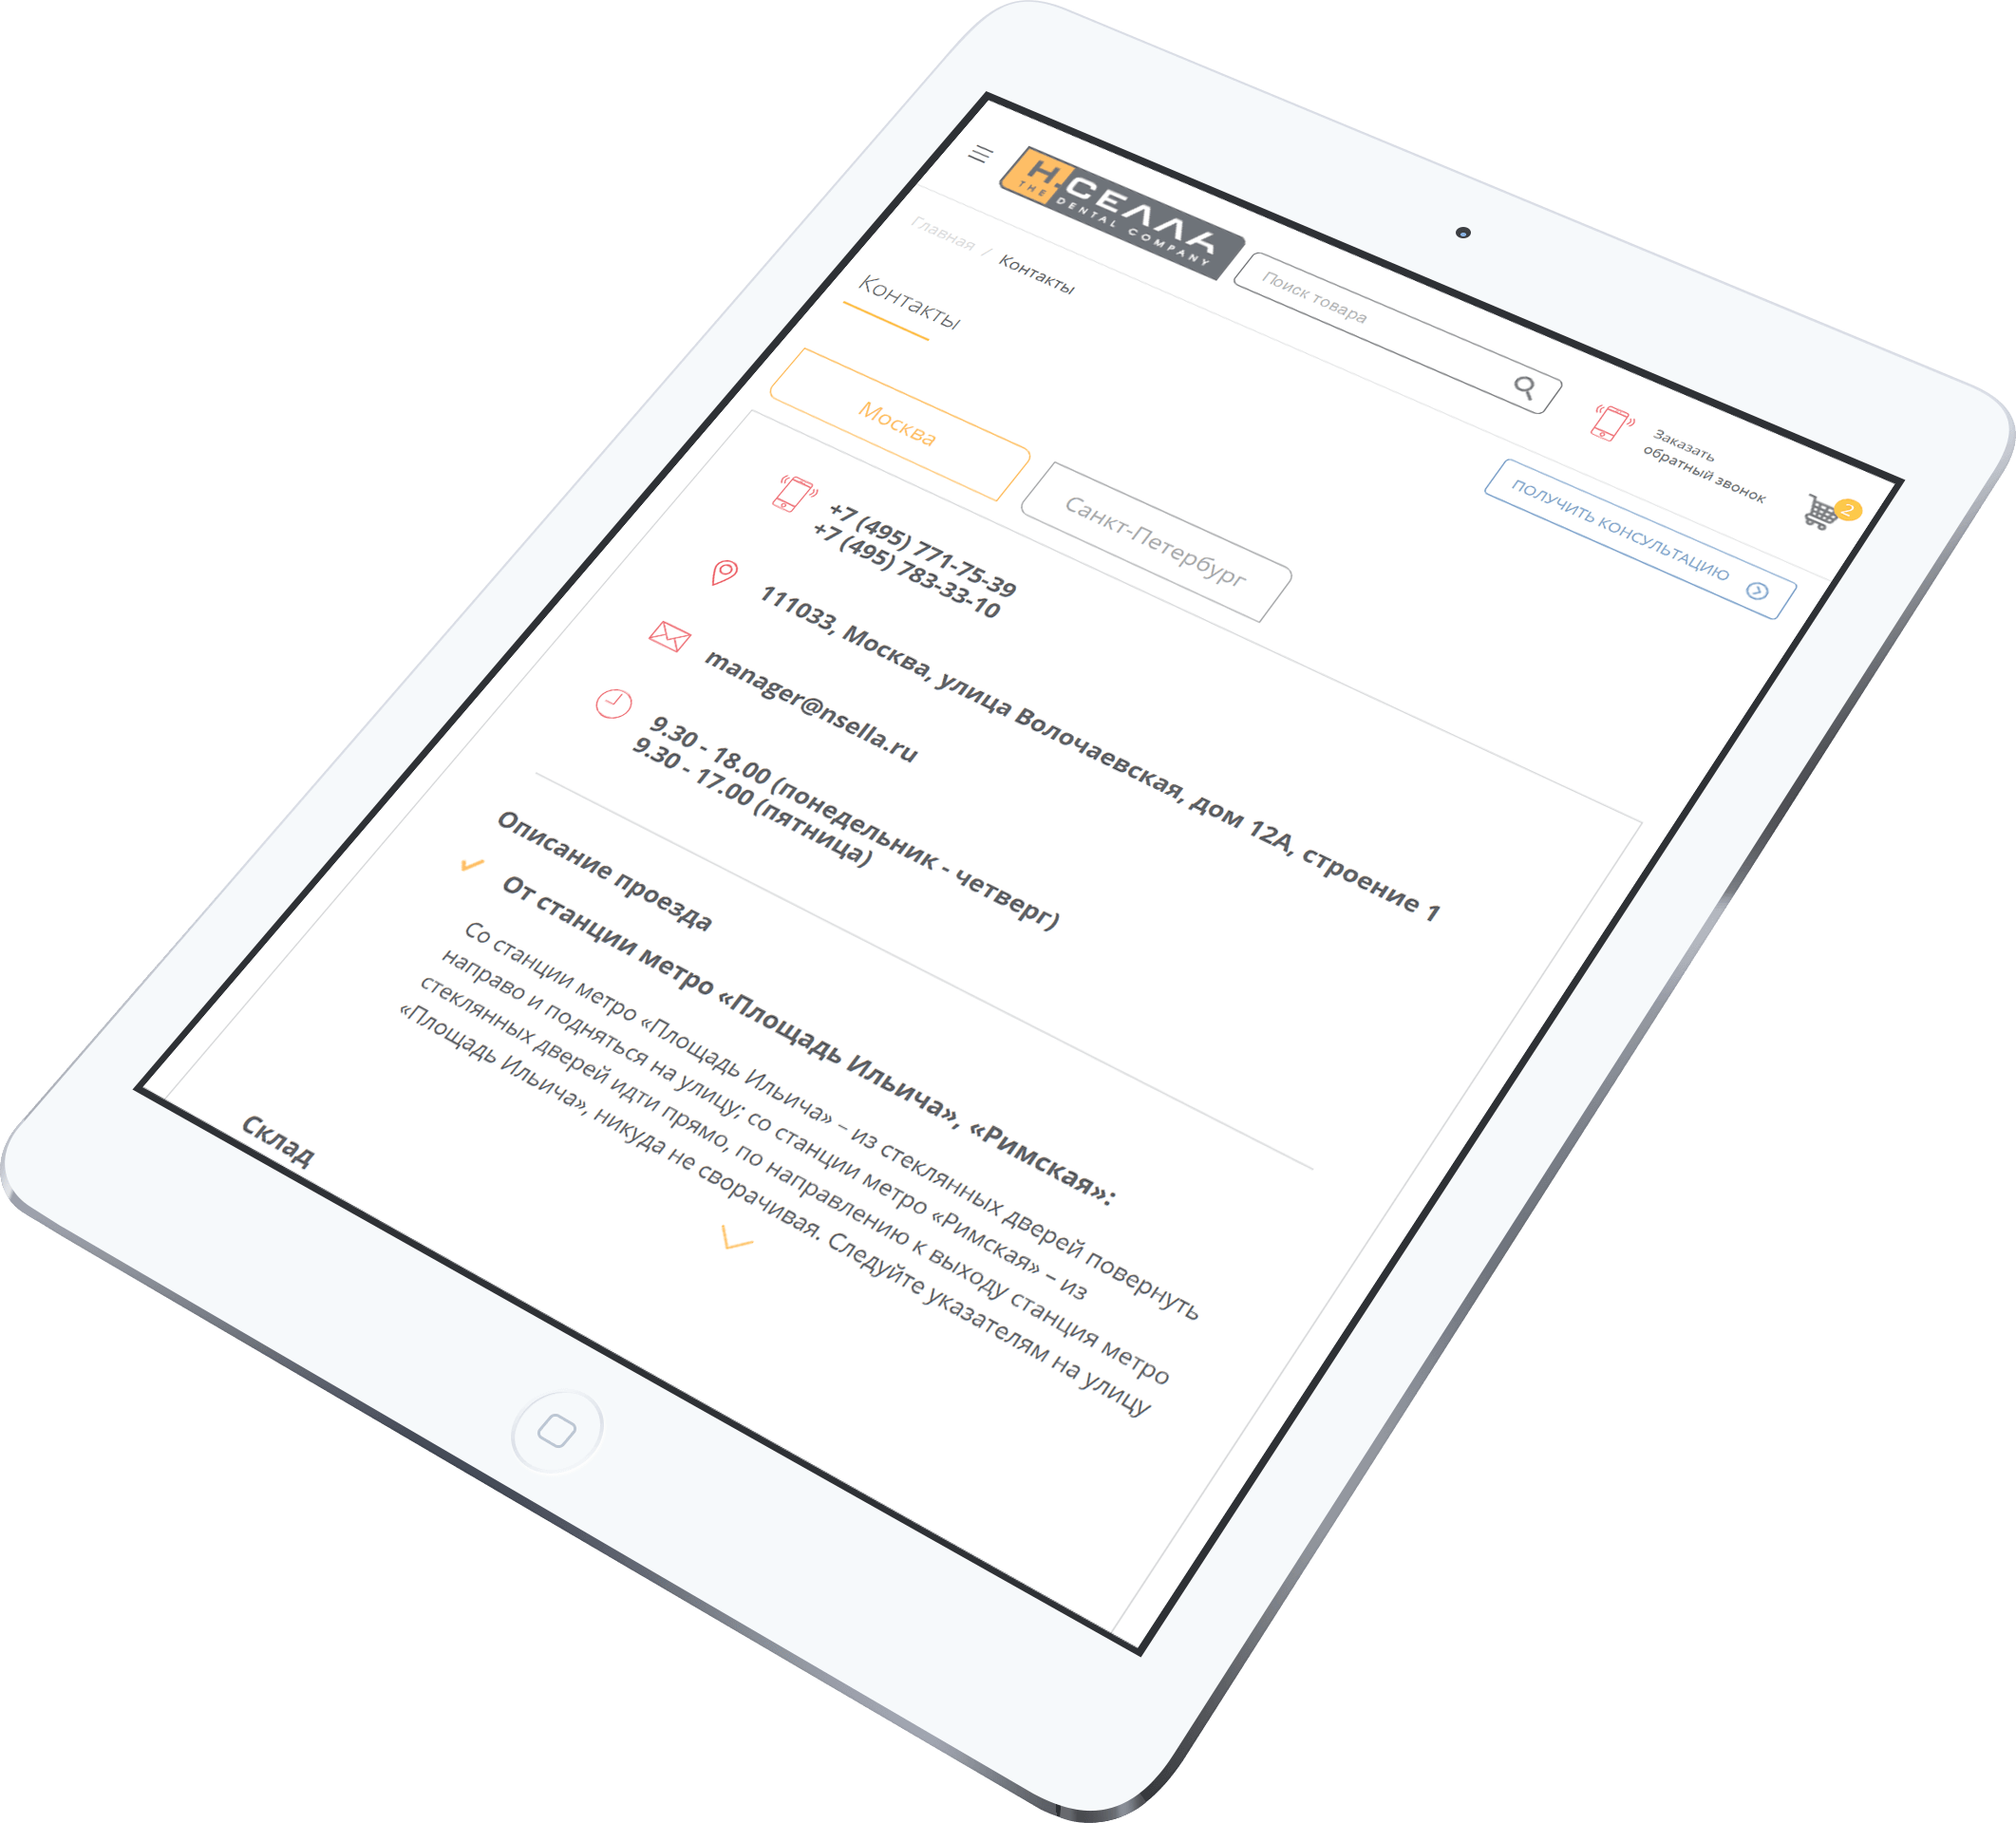 Н·СЕЛЛА
THE DENTAL COMPANY
Поиск товара
Заказать
обратный звонок
2
Главная / Контакты
ПОЛУЧИТЬ КОНСУЛЬТАЦИЮ
Контакты
Москва
Санкт-Петербург
+7 (495) 771-75-39
+7 (495) 783-33-10
111033, Москва, улица Волочаевская, дом 12А, строение 1
manager@nsella.ru
9.30 - 18.00 (понедельник - четверг)
9.30 - 17.00 (пятница)
Описание проезда
От станции метро «Площадь Ильича», «Римская»:
Со станции метро «Площадь Ильича» – из стеклянных дверей повернуть
направо и подняться на улицу; со станции метро «Римская» – из
стеклянных дверей идти прямо, по направлению к выходу станция метро
«Площадь Ильича», никуда не сворачивая. Следуйте указателям на улицу
Склад